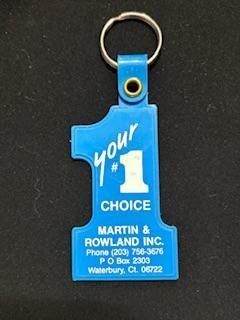 your
#1
CHOICE
MARTIN &
ROWLAND INC.
Phone (203) 756-3676
P O Box 2303
Waterbury, Ct. 06722